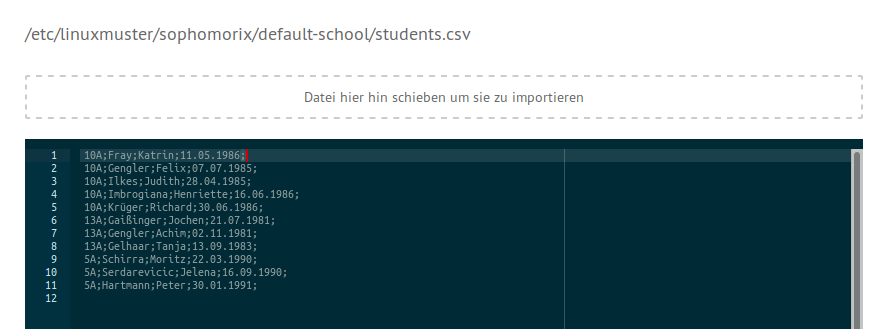 /etc/linuxmuster/sophomorix/default-school/students.csv
Datei hier hin schieben um sie zu importieren
1 10A;Fray;Katrin;11.05.1986;
2 10A;Gengler;Felix;07.07.1985;
3 10A;Ilkes;Judith;28.04.1985;
4 10A;Imbrogiana;Henriette;16.06.1986;
5 10A;Krüger;Richard;30.06.1986;
6 13A;Gaißinger;Jochen;21.07.1981;
7 13A;Gengler;Achim;02.11.1981;
8 13A;Gelhaar;Tanja;13.09.1983;
9 5A;Schirra;Moritz;22.03.1990;
10 5A;Serdarevicic;Jelena;16.09.1990;
11 5A;Hartmann;Peter;30.01.1991;
12